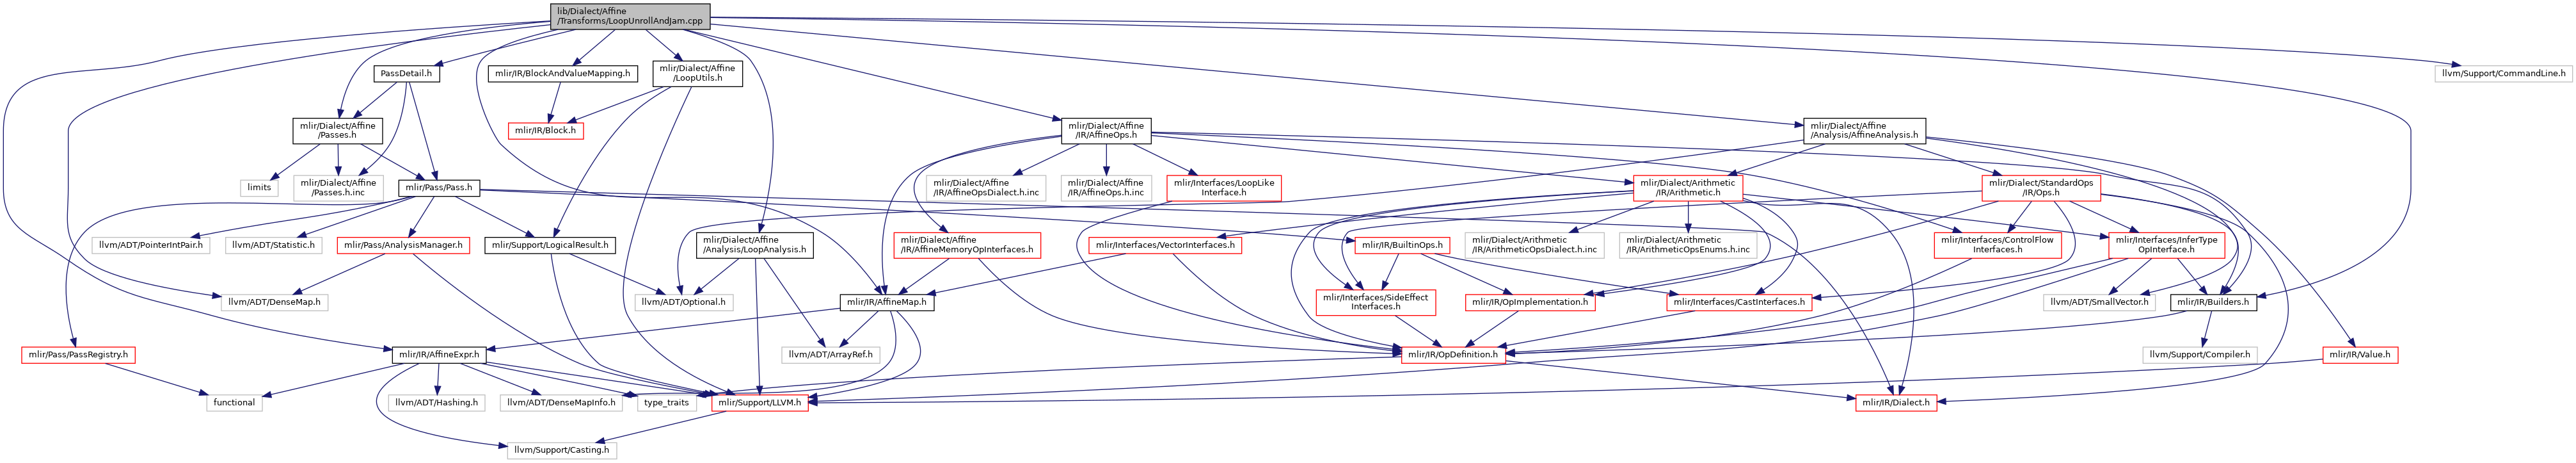 lib/Dialect/Affine
/Transforms/LoopUnrollAndJam.cpp
PassDetail.h
mlir/IR/BlockAndValueMapping.h
mlir/Dialect/Affine
/LoopUtils.h
llvm/Support/CommandLine.h
mlir/Dialect/Affine
/Passes.h
mlir/IR/Block.h
mlir/Dialect/Affine
/IR/AffineOps.h
mlir/Dialect/Affine
/Analysis/AffineAnalysis.h
limits
mlir/Dialect/Affine
/Passes.h.inc
mlir/Pass/Pass.h
mlir/Dialect/Affine
/IR/AffineOpsDialect.h.inc
mlir/Dialect/Affine
/IR/AffineOps.h.inc
mlir/Interfaces/LoopLike
Interface.h
mlir/Dialect/Arithmetic
/IR/Arithmetic.h
mlir/Dialect/StandardOps
/IR/Ops.h
llvm/ADT/PointerIntPair.h
llvm/ADT/Statistic.h
mlir/Pass/AnalysisManager.h
mlir/Support/LogicalResult.h
mlir/Dialect/Affine
/Analysis/LoopAnalysis.h
mlir/Dialect/Affine
/IR/AffineMemoryOpInterfaces.h
mlir/Interfaces/VectorInterfaces.h
mlir/IR/BuiltinOps.h
mlir/Dialect/Arithmetic
/IR/ArithmeticOpsDialect.h.inc
mlir/Dialect/Arithmetic
/IR/ArithmeticOpsEnums.h.inc
mlir/Interfaces/ControlFlow
Interfaces.h
mlir/Interfaces/InferType
OpInterface.h
llvm/ADT/DenseMap.h
llvm/ADT/Optional.h
mlir/IR/AffineMap.h
mlir/Interfaces/SideEffect
Interfaces.h
mlir/IR/OpImplementation.h
mlir/Interfaces/CastInterfaces.h
llvm/ADT/SmallVector.h
mlir/IR/Builders.h
mlir/Pass/PassRegistry.h
mlir/IR/AffineExpr.h
llvm/ADT/ArrayRef.h
mlir/IR/OpDefinition.h
llvm/Support/Compiler.h
mlir/IR/Value.h
functional
llvm/ADT/Hashing.h
llvm/ADT/DenseMapInfo.h
type_traits
mlir/Support/LLVM.h
mlir/IR/Dialect.h
llvm/Support/Casting.h